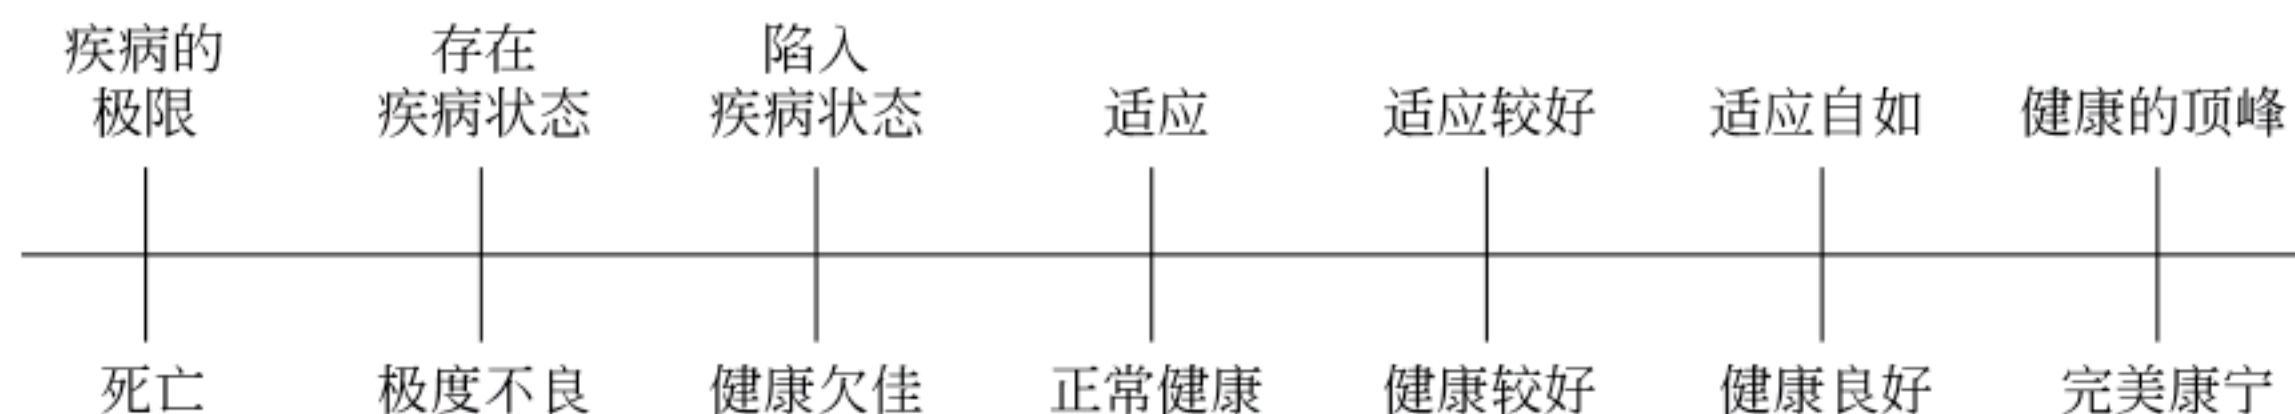 疾病的
极限
存在
疾病状态
陷入
疾病状态
适应
适应较好
适应自如
健康的顶峰
死亡
极度不良
健康欠佳
正常健康
健康较好
健康良好
完美康宁